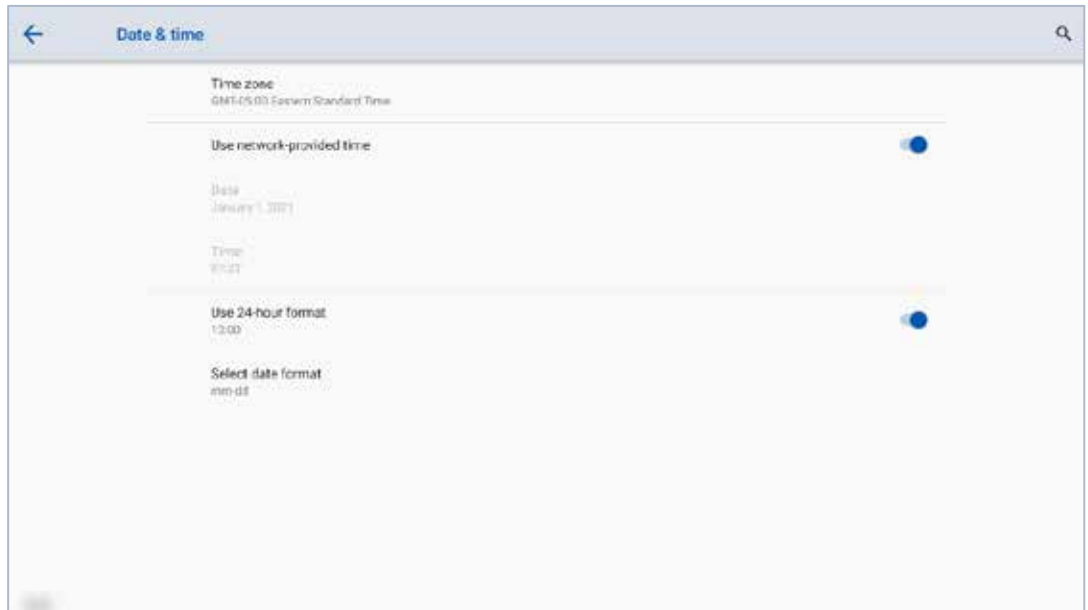 Date & time
Time zone
GMT-05:00 Eastern Standard Time
Use network-provided time
Date
January 1, 2021
Time
Use 24-hour format
13:00
Select date format
mm-dd